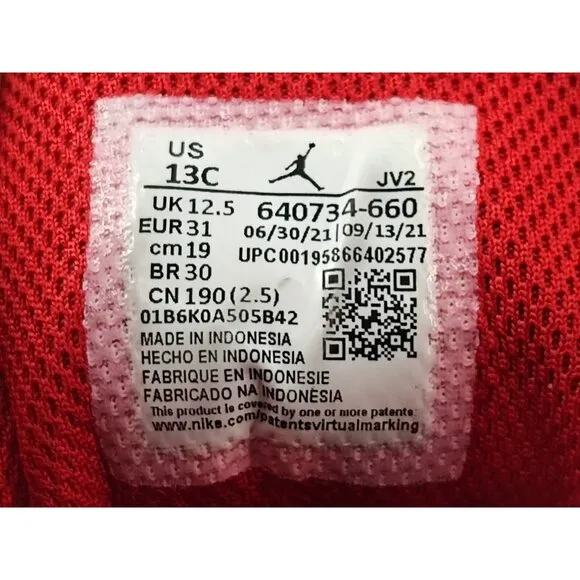 US
13C
JV2
UK 12.5 640734-660
EUR 31 06/30/21|09/13/21
cm 19 UPC00195866402577
BR 30
CN 190 (2.5)
01B6K0A505B42
MADE IN INDONESIA
HECHO EN INDONESIA
FABRIQUE EN INDONESIE
FABRICADO NA INDONÉSIA
This product is covered by one or more patents:
www.nike.com/patentsvirtualmarking